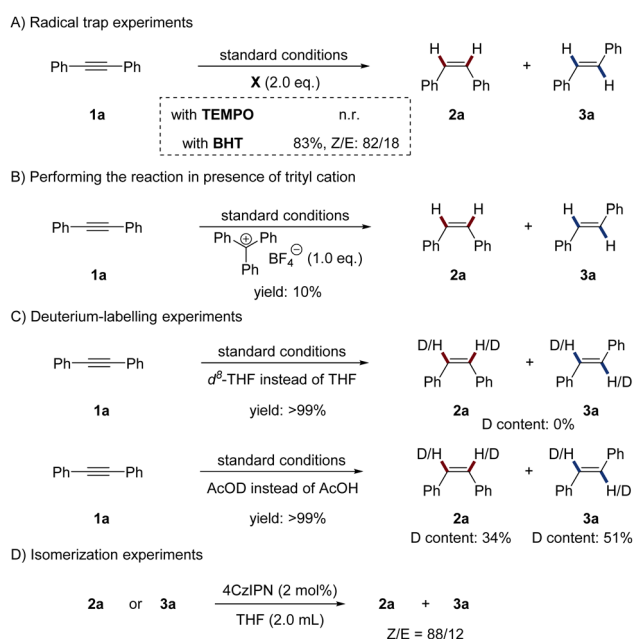 A) Radical trap experiments
Ph Ph standard conditions X (2.0 eq.) H H Ph Ph + H Ph Ph H
1a 2a 3a
with TEMPO n.r.
with BHT 83%, Z/E: 82/18
B) Performing the reaction in presence of trityl cation
Ph Ph standard conditions H H Ph Ph + H Ph Ph H
Ph + Ph Ph BF4⊖ (1.0 eq.)
1a 2a 3a
yield: 10%
C) Deuterium-labelling experiments
Ph Ph standard conditions D/H H/D Ph Ph + D/H Ph Ph H/D
d8-THF instead of THF
1a yield: >99% 2a 3a
D content: 0%
Ph Ph standard conditions D/H H/D Ph Ph + D/H Ph Ph H/D
AcOD instead of AcOH
1a yield: >99% 2a 3a
D content: 34% D content: 51%
D) Isomerization experiments
4CzIPN (2 mol%)
2a or 3a 2a + 3a
THF (2.0 mL)
Z/E = 88/12